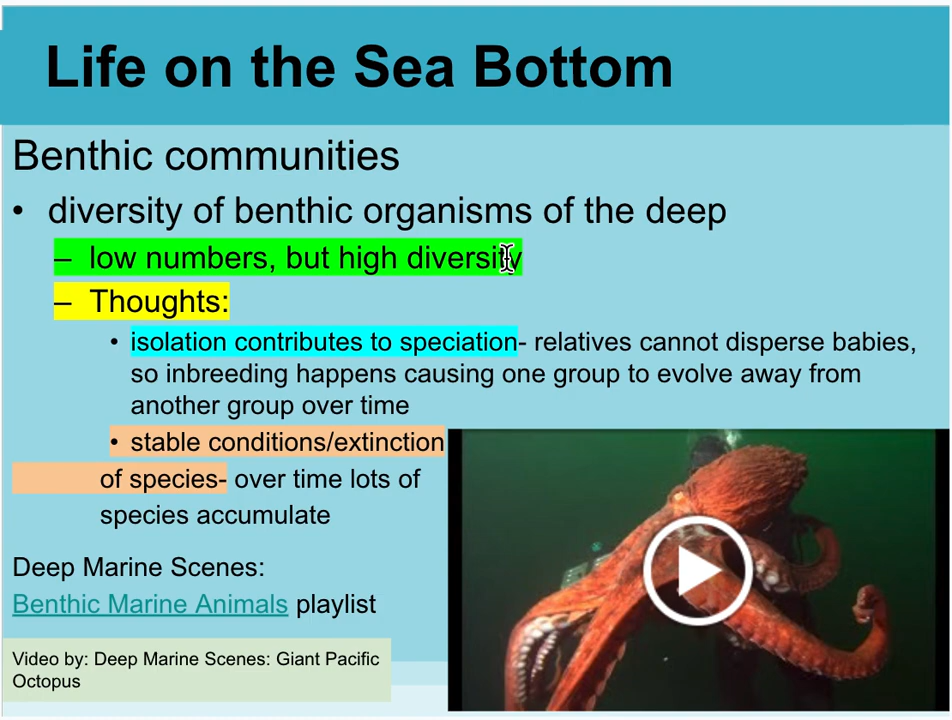 Life on the Sea Bottom
Benthic communities
• diversity of benthic organisms of the deep
– low numbers, but high diversity
– Thoughts:
• isolation contributes to speciation- relatives cannot disperse babies,
so inbreeding happens causing one group to evolve away from
another group over time
• stable conditions/extinction
of species- over time lots of
species accumulate
Deep Marine Scenes:
Benthic Marine Animals playlist
Video by: Deep Marine Scenes: Giant Pacific
Octopus